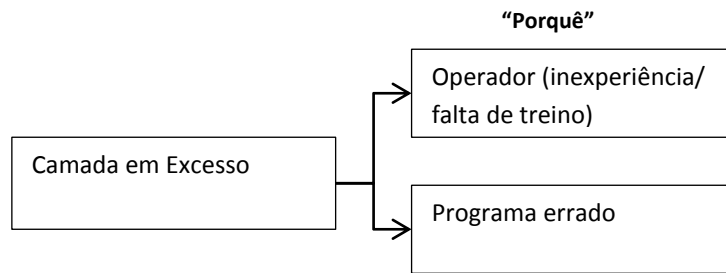 “Porquê”
Operador (inexperiência/
falta de treino)
Camada em Excesso
Programa errado